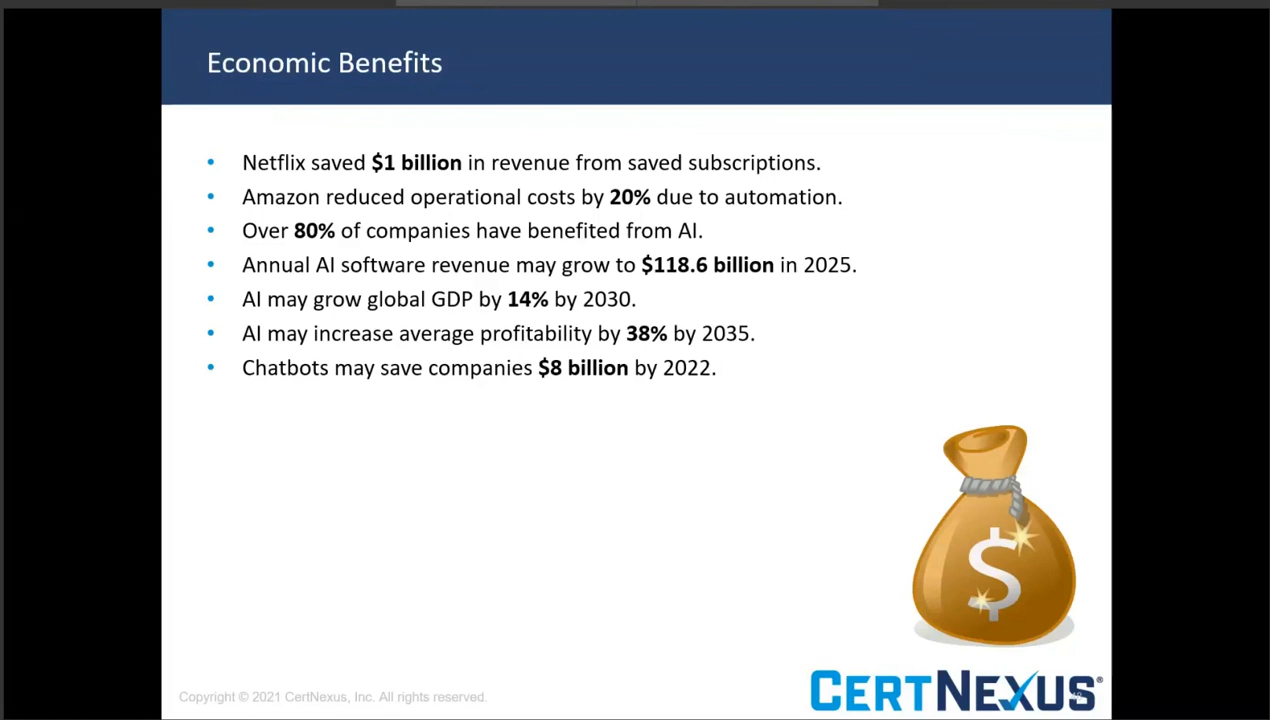 Economic Benefits
• Netflix saved $1 billion in revenue from saved subscriptions.
• Amazon reduced operational costs by 20% due to automation.
• Over 80% of companies have benefited from AI.
• Annual AI software revenue may grow to $118.6 billion in 2025.
• AI may grow global GDP by 14% by 2030.
• AI may increase average profitability by 38% by 2035.
• Chatbots may save companies $8 billion by 2022.
$
Copyright © 2021 CertNexus, Inc. All rights reserved.
CERTNEXUS®